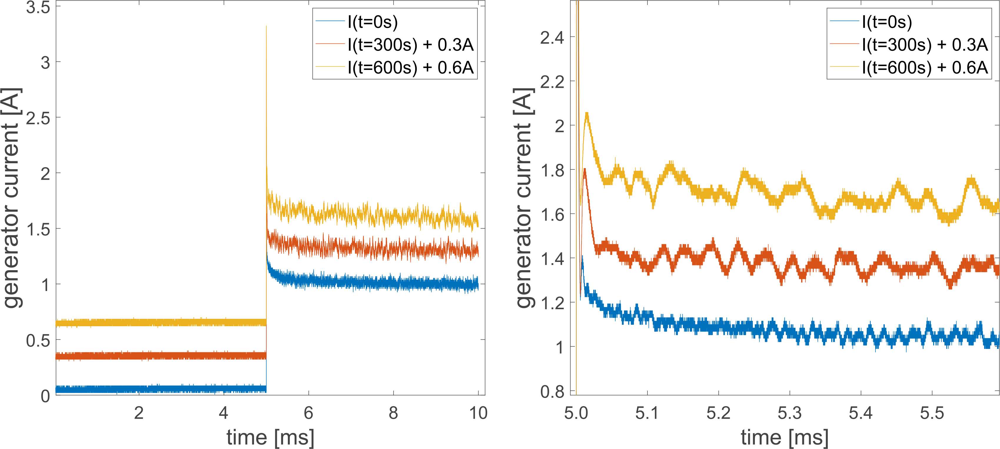 generator current [A]
3.5
3
2.5
2
1.5
1
0.5
0
I(t=0s)
I(t=300s) + 0.3A
I(t=600s) + 0.6A
2 4 6 8 10
time [ms]
generator current [A]
2.4
2.2
2
1.8
1.6
1.4
1.2
1
0.8
I(t=0s)
I(t=300s) + 0.3A
I(t=600s) + 0.6A
5.0 5.1 5.2 5.3 5.4 5.5
time [ms]